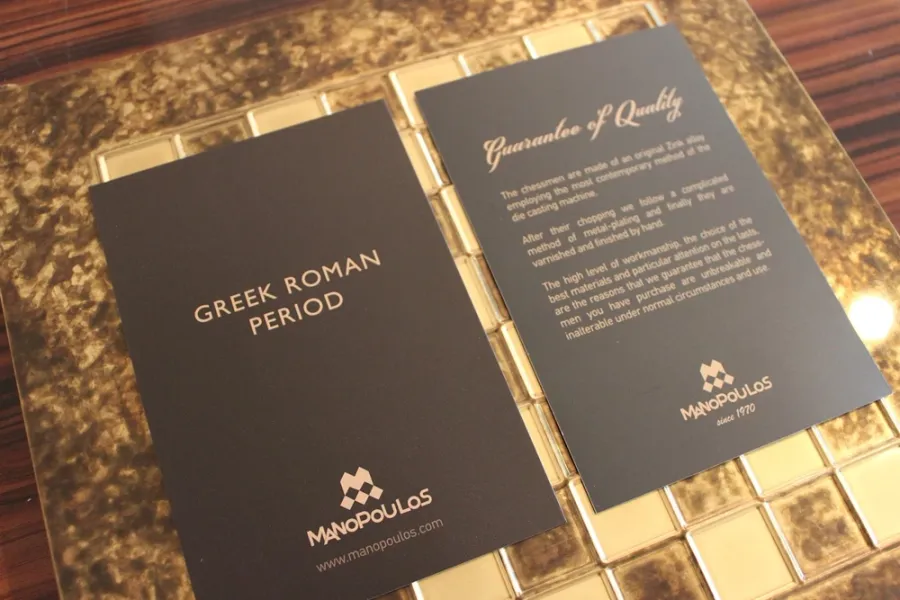 GREEK ROMAN
PERIOD
MANOPOULOS
www.manopoulos.com
Guarantee of Quality
The chessmen are made of an original Zink alloy
employing the most contemporary method of the
die casting machine.
After their chopping we follow a complicated
method of metal-plating and finally they are
varnished and finished by hand.
The high level of workmanship, the choice of the
best materials and particular attention on the lasts
are the reasons that we guarantee that the chess-
men you have purchase are unbreakable and
inalterable under normal circumstances and use.
MANOPOULOS
since 1970